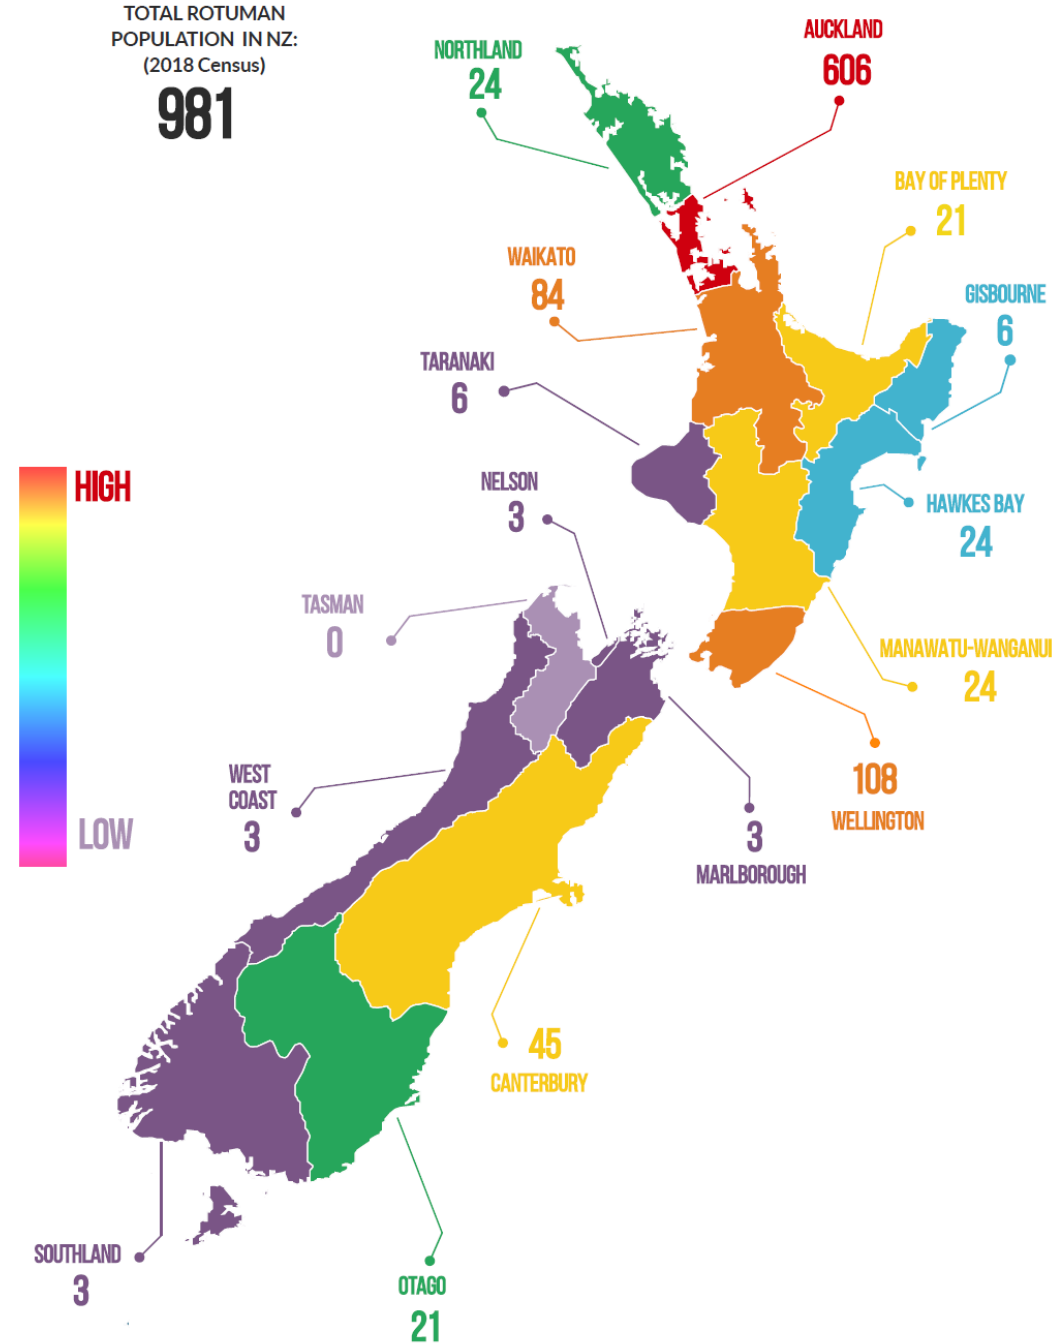 TOTAL ROTUMAN
POPULATION IN NZ:
(2018 Census)
981
NORTHLAND
24
AUCKLAND
606
BAY OF PLENTY
21
WAIKATO
84
GISBOURNE
6
TARANAKI
6
HIGH
NELSON
3
HAWKES BAY
24
TASMAN
0
MANAWATU-WANGANUI
24
108
WELLINGTON
WEST
COAST
3
LOW
3
MARLBOROUGH
45
CANTERBURY
SOUTHLAND
3
OTAGO
21